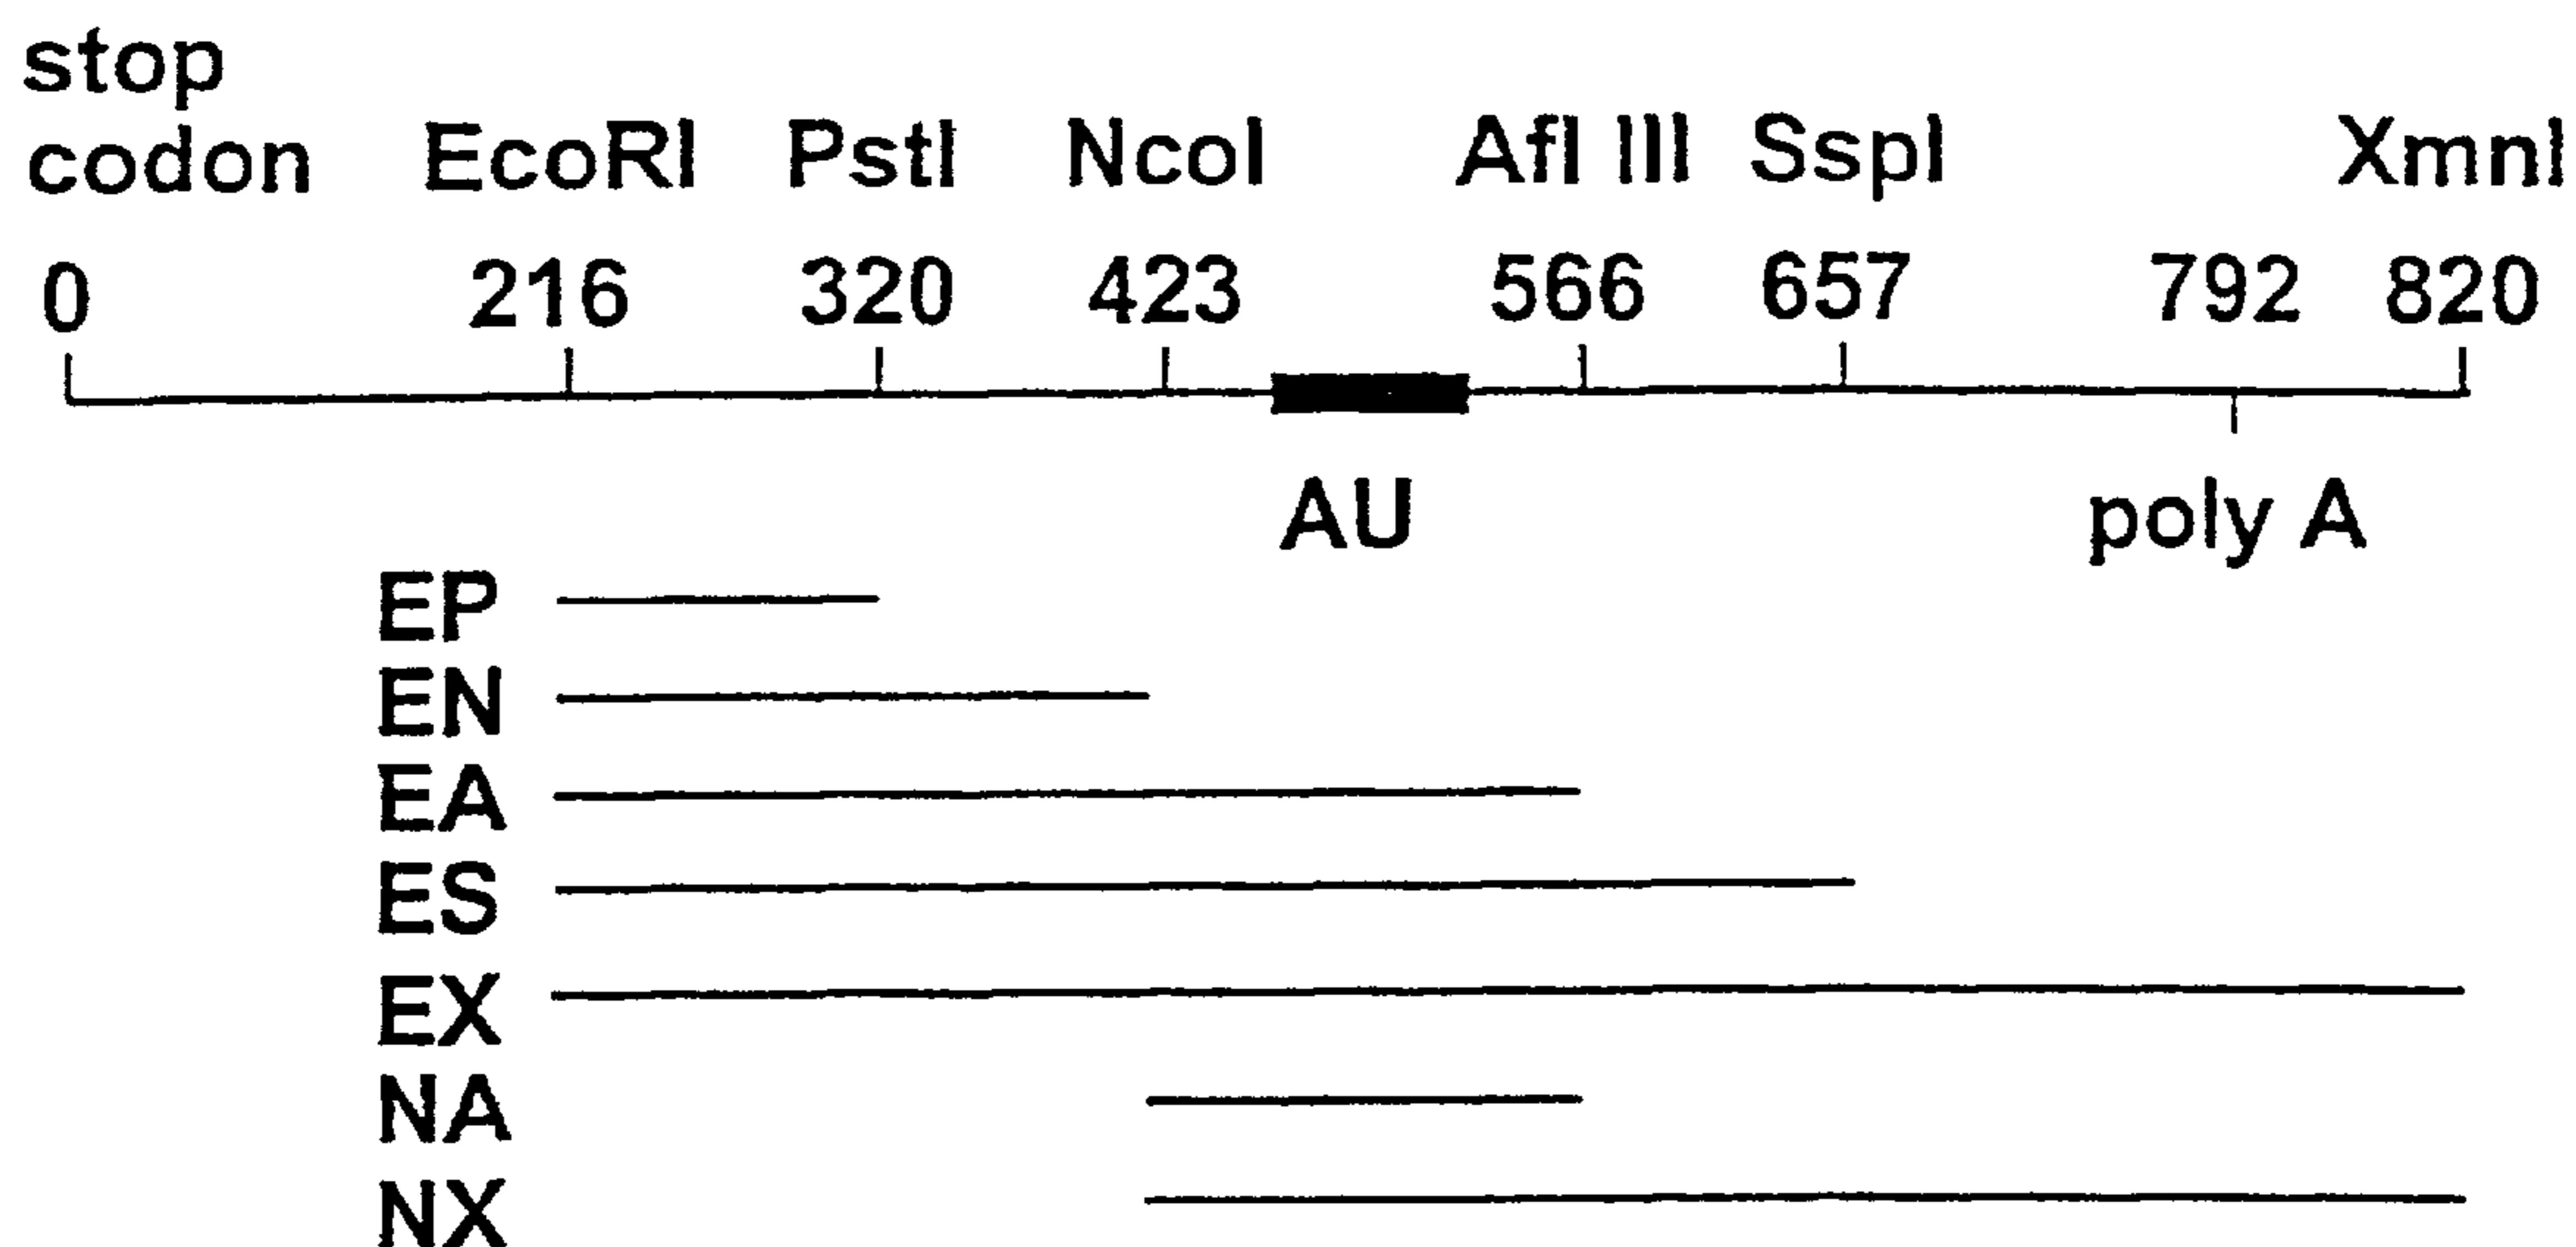 stop
codon EcoRI PstI NcoI Afl III SspI XmnI
0 216 320 423 566 657 792 820
AU
poly A
EP
EN
EA
ES
EX
NA
NX